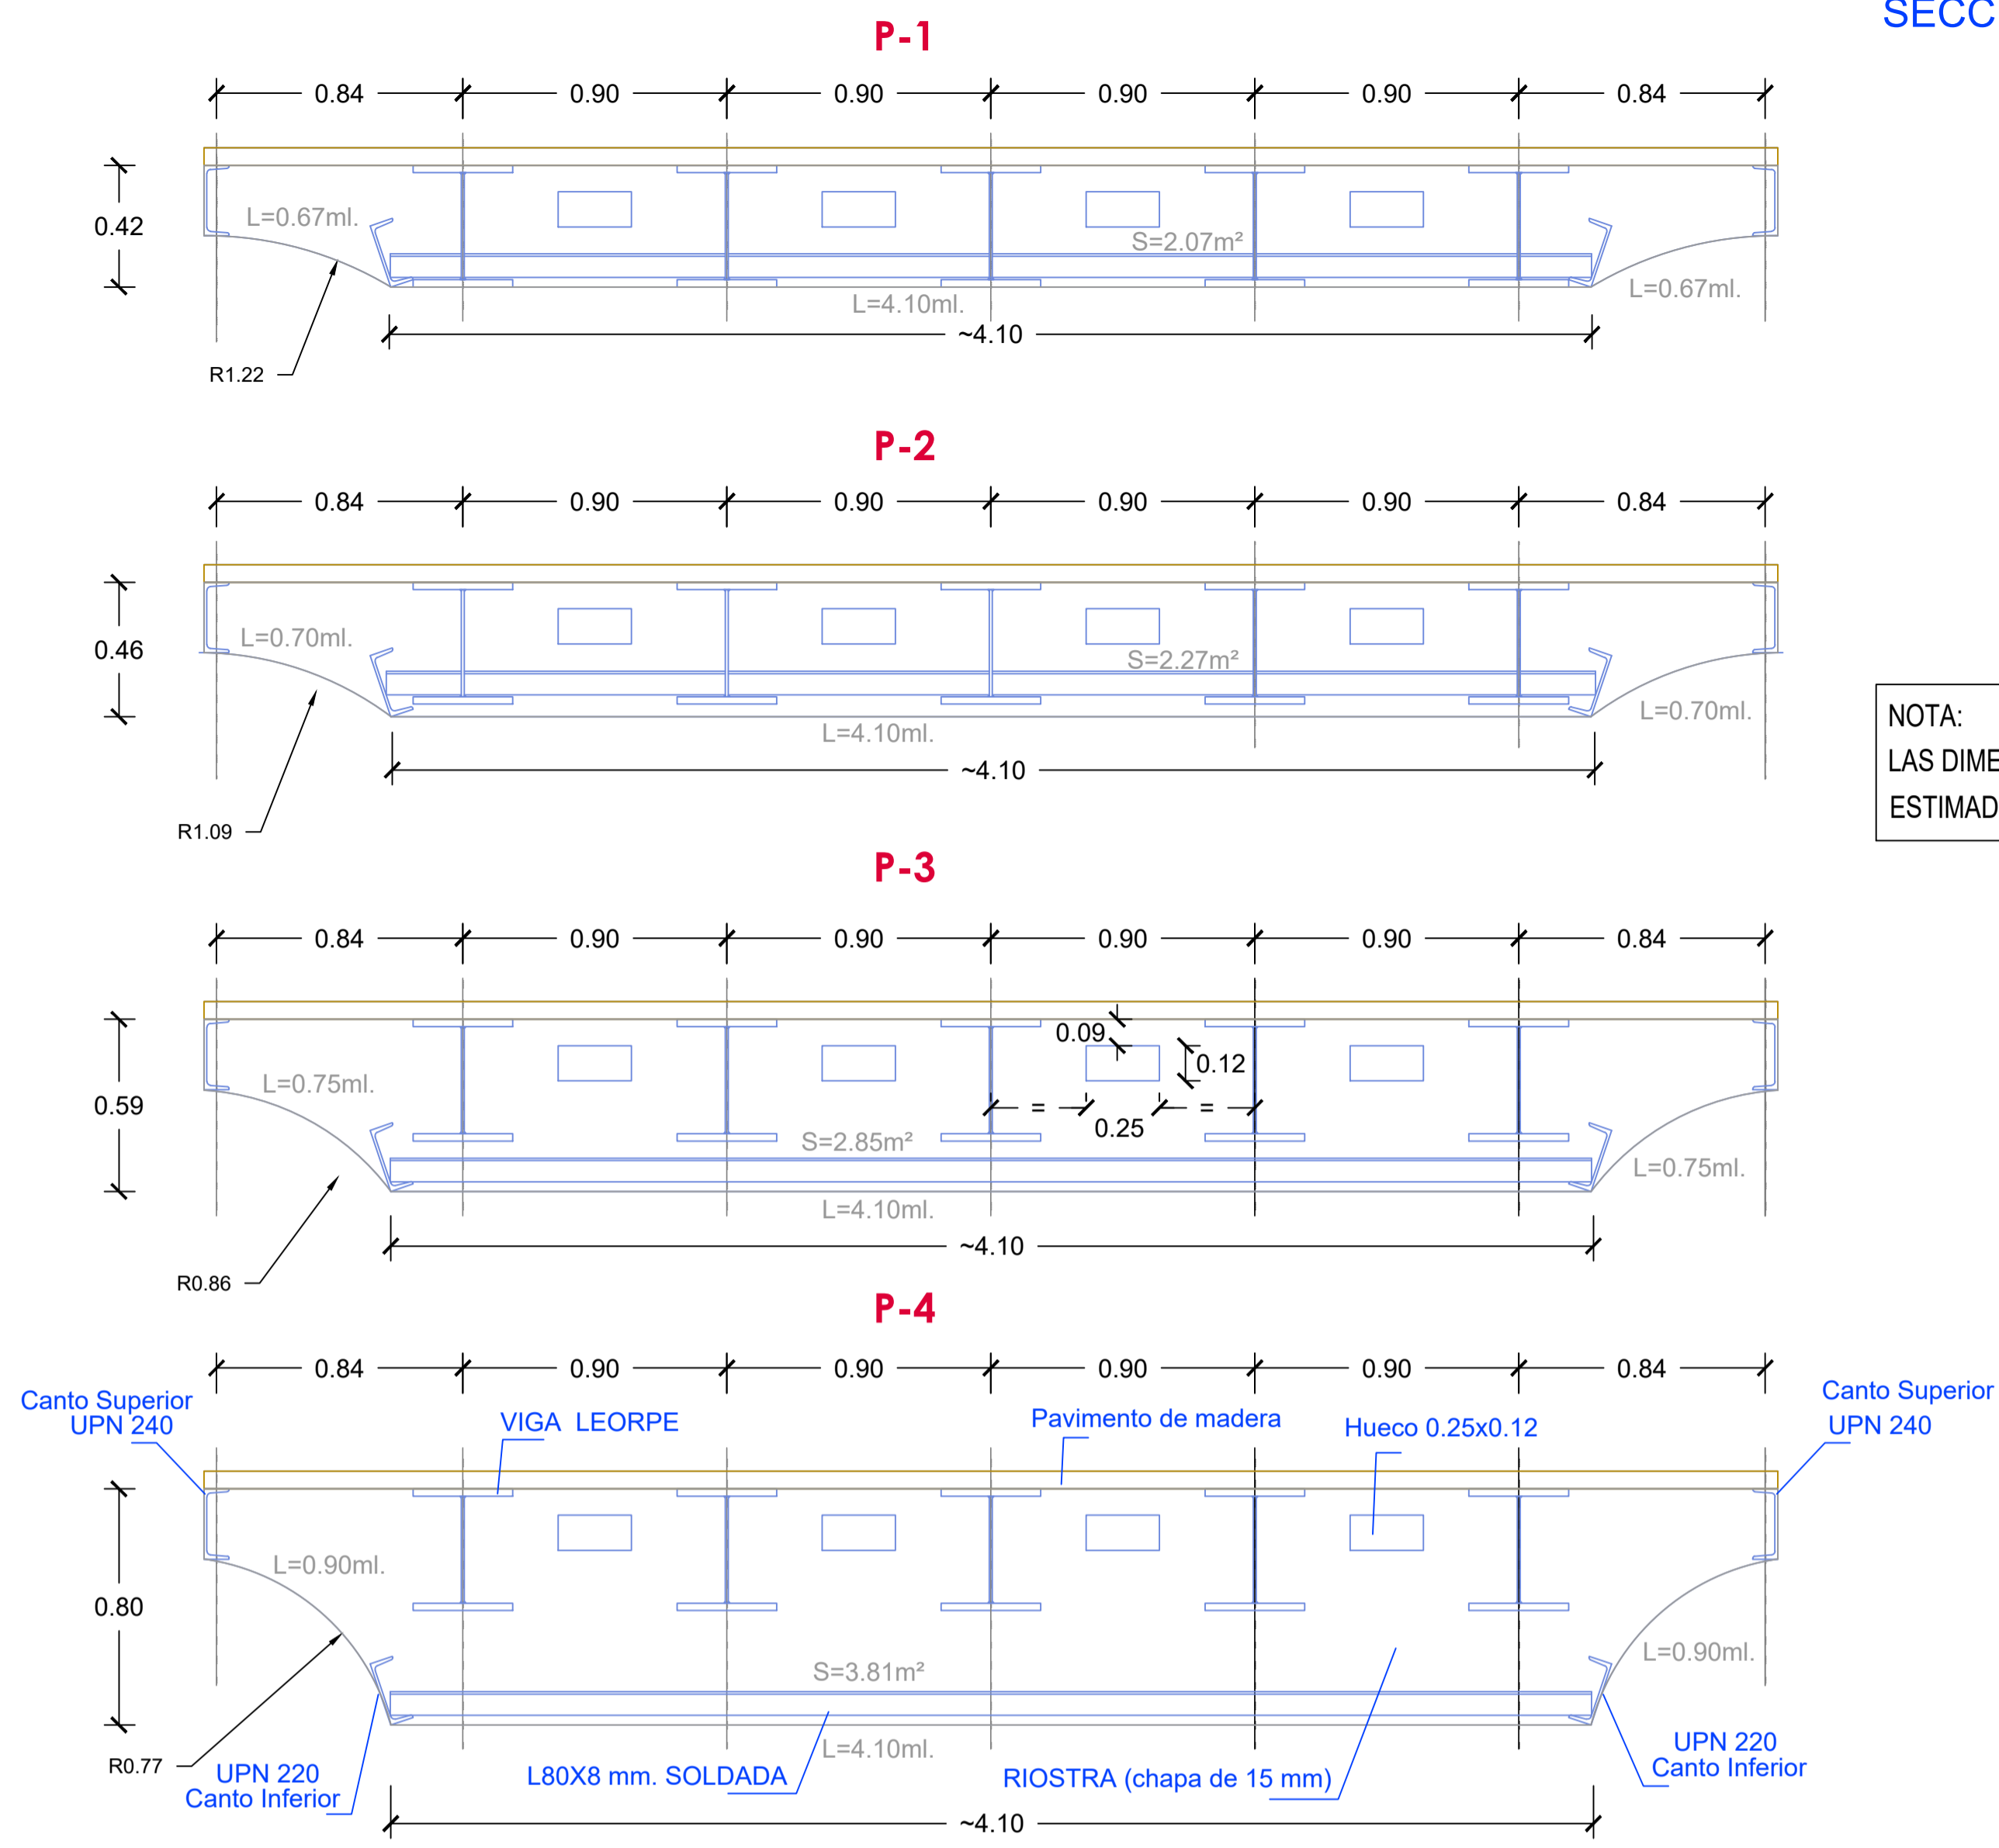 SECC
P-1
0.84 0.90 0.90 0.90 0.90 0.84
0.42
L=0.67ml.
S=2.07m²
L=4.10ml.
L=0.67ml.
~4.10
R1.22
P-2
0.84 0.90 0.90 0.90 0.90 0.84
0.46
L=0.70ml.
S=2.27m²
L=4.10ml.
L=0.70ml.
~4.10
R1.09
NOTA:
LAS DIME
ESTIMAD
P-3
0.84 0.90 0.90 0.90 0.90 0.84
0.59
0.09
0.12
= 0.25 =
L=0.75ml.
S=2.85m²
L=4.10ml.
L=0.75ml.
~4.10
R0.86
P-4
0.84 0.90 0.90 0.90 0.90 0.84
Canto Superior
UPN 240
VIGA LEORPE
Pavimento de madera
Hueco 0.25x0.12
Canto Superior
UPN 240
0.80
L=0.90ml.
S=3.81m²
L=4.10ml.
L=0.90ml.
R0.77
UPN 220
Canto Inferior
L80X8 mm. SOLDADA
RIOSTRA (chapa de 15 mm)
UPN 220
Canto Inferior
~4.10